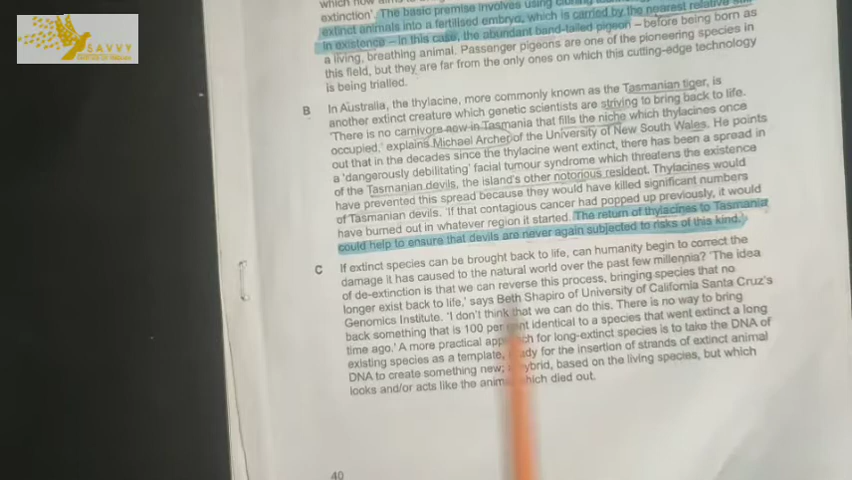 SAVVY
which now aims to
extinction'. The basic premise involves using cloning
extinct animals into a fertilised embryo, which is carried by the nearest relative still
in existence – in this case, the abundant band-tailed pigeon – before being born as
a living, breathing animal. Passenger pigeons are one of the pioneering species in
this field, but they are far from the only ones on which this cutting-edge technology
is being trialled.
B In Australia, the thylacine, more commonly known as the Tasmanian tiger, is
another extinct creature which genetic scientists are striving to bring back to life.
'There is no carnivore now in Tasmania that fills the niche which thylacines once
occupied,' explains Michael Archer of the University of New South Wales. He points
out that in the decades since the thylacine went extinct, there has been a spread in
a 'dangerously debilitating' facial tumour syndrome which threatens the existence
of the Tasmanian devils, the island's other notorious resident. Thylacines would
have prevented this spread because they would have killed significant numbers
of Tasmanian devils. 'If that contagious cancer had popped up previously, it would
have burned out in whatever region it started. The return of thylacines to Tasmania
could help to ensure that devils are never again subjected to risks of this kind.'
C If extinct species can be brought back to life, can humanity begin to correct the
damage it has caused to the natural world over the past few millennia? 'The idea
of de-extinction is that we can reverse this process, bringing species that no
longer exist back to life,' says Beth Shapiro of University of California Santa Cruz's
Genomics Institute. 'I don't think that we can do this. There is no way to bring
back something that is 100 per cent identical to a species that went extinct a long
time ago.' A more practical approach for long-extinct species is to take the DNA of
existing species as a template, ready for the insertion of strands of extinct animal
DNA to create something new; a hybrid, based on the living species, but which
looks and/or acts like the animal which died out.
40